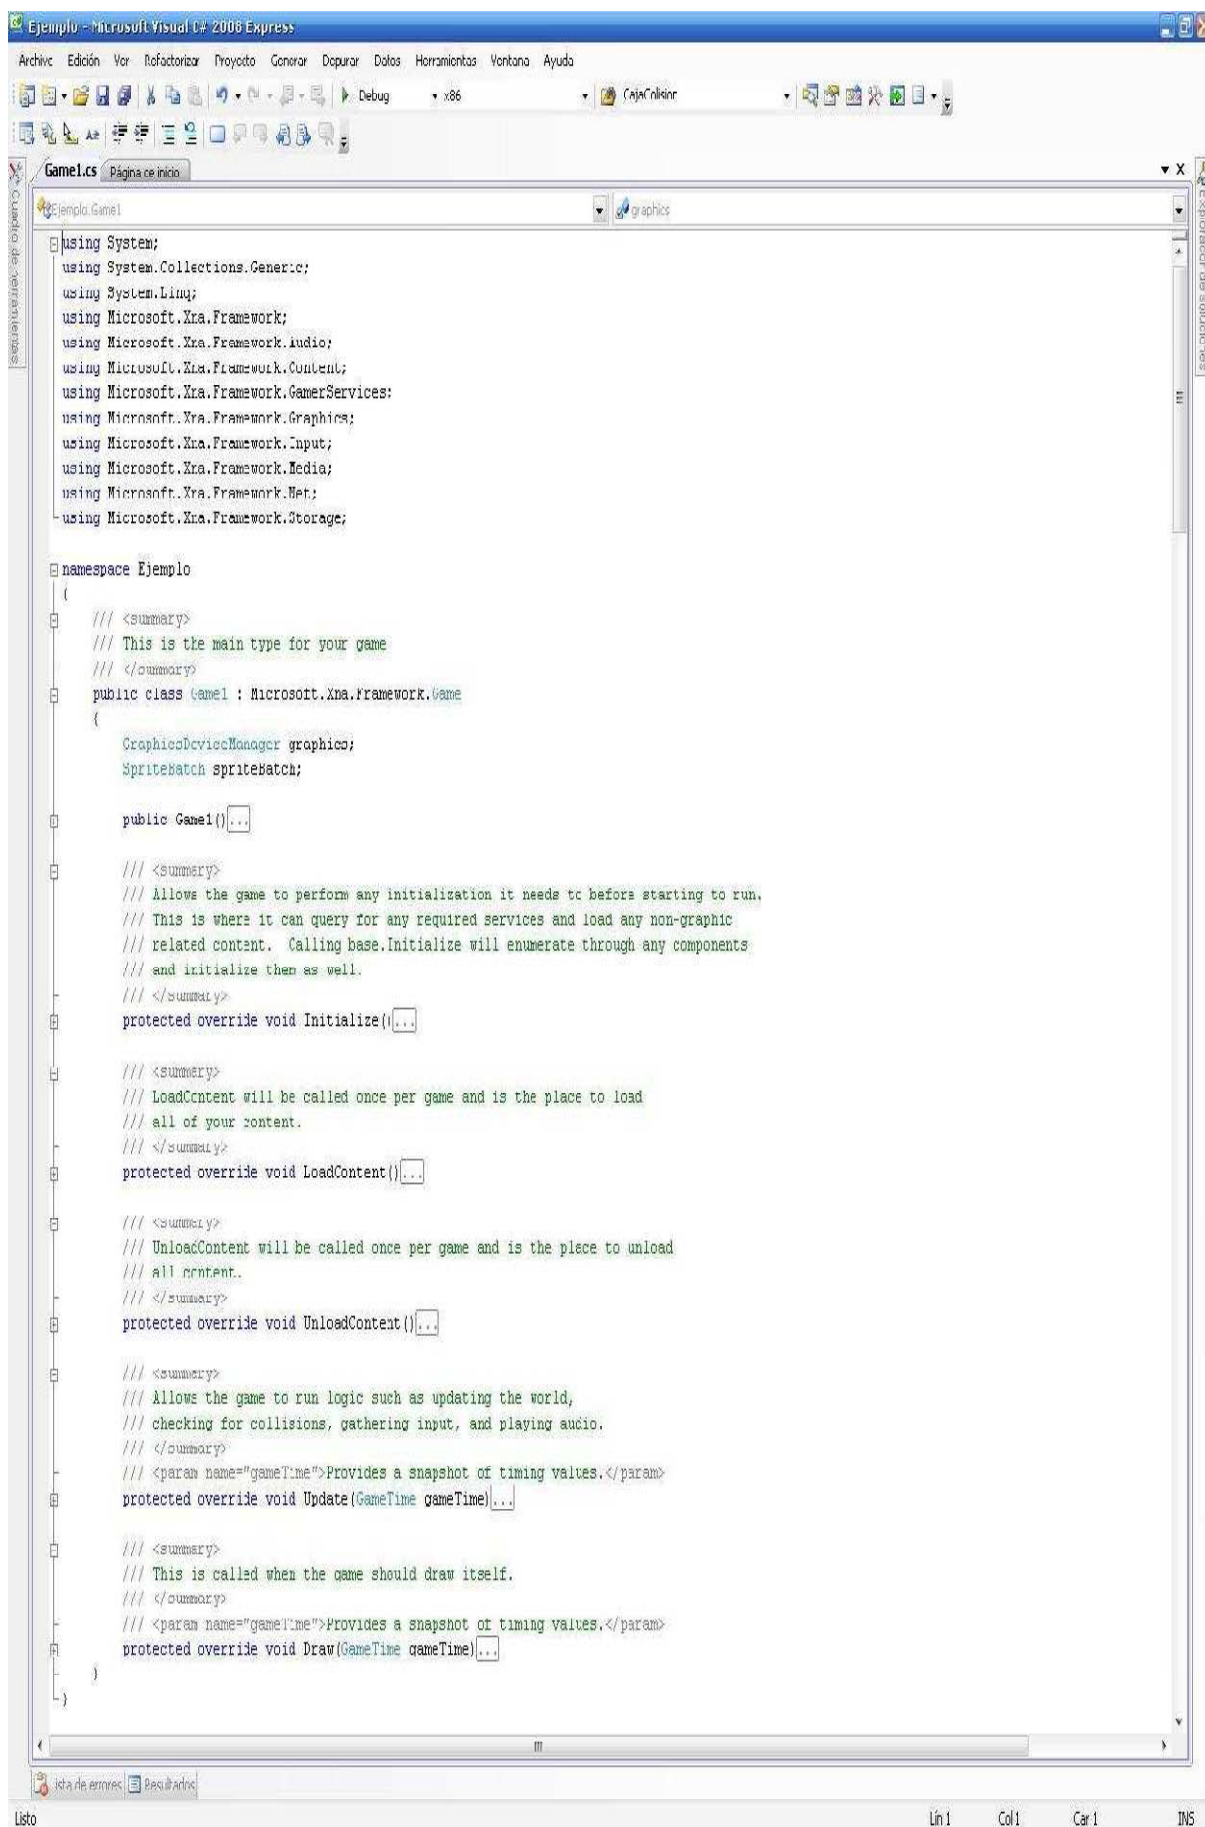 Ejemplo - Microsoft Visual C# 2008 Express
Archivo Edición Ver Refactorizar Proyecto Generar Depurar Datos Herramientas Ventana Ayuda
Debug x86 CajaColision
Game1.cs Página de inicio
Cuadro de herramientas
Explorador de soluciones
Ejemplo.Game1 graphics
using System;
using System.Collections.Generic;
using System.Linq;
using Microsoft.Xna.Framework;
using Microsoft.Xna.Framework.Audio;
using Microsoft.Xna.Framework.Content;
using Microsoft.Xna.Framework.GamerServices;
using Microsoft.Xna.Framework.Graphics;
using Microsoft.Xna.Framework.Input;
using Microsoft.Xna.Framework.Media;
using Microsoft.Xna.Framework.Net;
using Microsoft.Xna.Framework.Storage;
namespace Ejemplo
{
/// <summary>
/// This is the main type for your game
/// </summary>
public class Game1 : Microsoft.Xna.Framework.Game
{
GraphicsDeviceManager graphics;
SpriteBatch spriteBatch;
public Game1()...
/// <summary>
/// Allows the game to perform any initialization it needs to before starting to run.
/// This is where it can query for any required services and load any non-graphic
/// related content.  Calling base.Initialize will enumerate through any components
/// and initialize them as well.
/// </summary>
protected override void Initialize()...
/// <summary>
/// LoadContent will be called once per game and is the place to load
/// all of your content.
/// </summary>
protected override void LoadContent()...
/// <summary>
/// UnloadContent will be called once per game and is the place to unload
/// all content.
/// </summary>
protected override void UnloadContent()...
/// <summary>
/// Allows the game to run logic such as updating the world,
/// checking for collisions, gathering input, and playing audio.
/// </summary>
/// <param name="gameTime">Provides a snapshot of timing values.</param>
protected override void Update(GameTime gameTime)...
/// <summary>
/// This is called when the game should draw itself.
/// </summary>
/// <param name="gameTime">Provides a snapshot of timing values.</param>
protected override void Draw(GameTime gameTime)...
}
}
Lista de errores Resultados
Listo Lín 1 Col 1 Car 1 INS